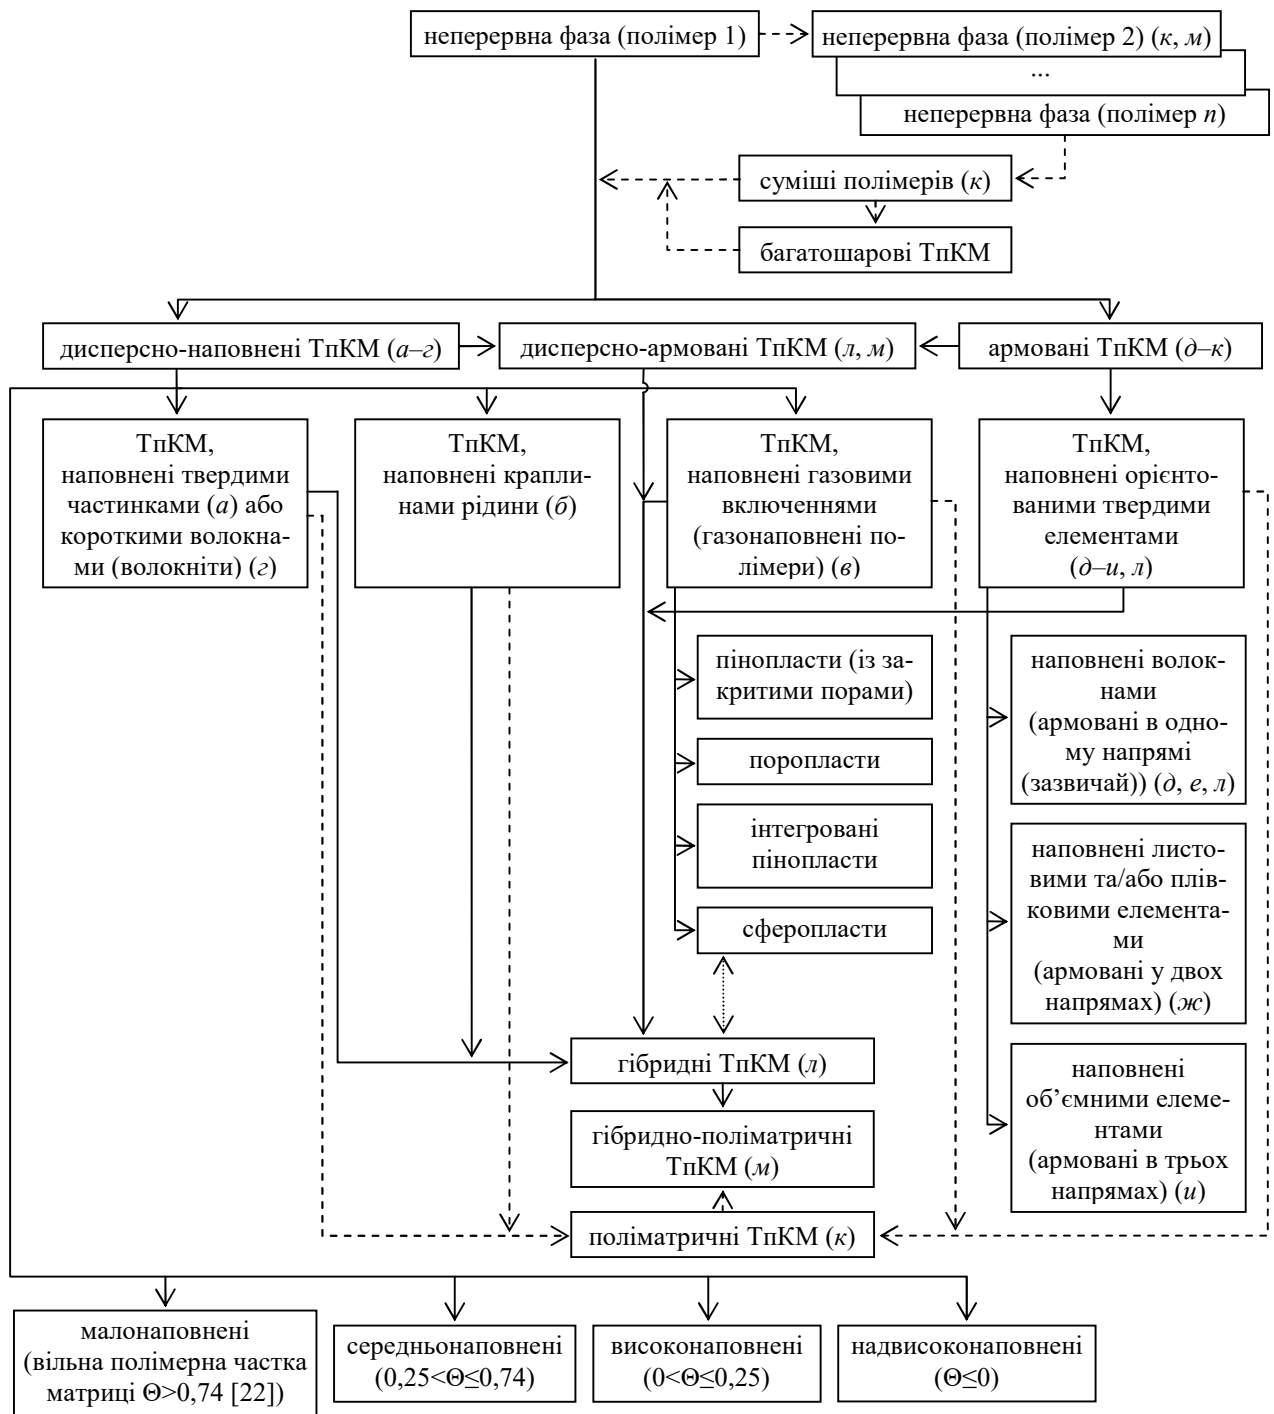 неперервна фаза (полімер 1)
неперервна фаза (полімер 2) (к, м)
...
неперервна фаза (полімер n)
суміші полімерів (к)
багатошарові ТпКМ
дисперсно-наповнені ТпКМ (а–г)
дисперсно-армовані ТпКМ (л, м)
армовані ТпКМ (д–к)
ТпКМ,
наповнені твердими
частинками (а) або
короткими волокна-
ми (волокніти) (г)
ТпКМ,
наповнені крапли-
нами рідини (б)
ТпКМ,
наповнені газовими
включеннями
(газонаповнені по-
лімери) (в)
ТпКМ,
наповнені орієнто-
ваними твердими
елементами
(д–и, л)
пінопласти (із за-
критими порами)
поропласти
інтегровані
пінопласти
сферопласти
наповнені волок-
нами
(армовані в одно-
му напрямі
(зазвичай)) (д, е, л)
наповнені листо-
вими та/або плів-
ковими елемента-
ми
(армовані у двох
напрямах) (ж)
наповнені
об’ємними елеме-
нтами
(армовані в трьох
напрямах) (и)
гібридні ТпКМ (л)
гібридно-поліматричні
ТпКМ (м)
поліматричні ТпКМ (к)
малонаповнені
(вільна полімерна частка
матриці Θ>0,74 [22])
середньонаповнені
(0,25<Θ≤0,74)
високонаповнені
(0<Θ≤0,25)
надвисоконаповнені
(Θ≤0)